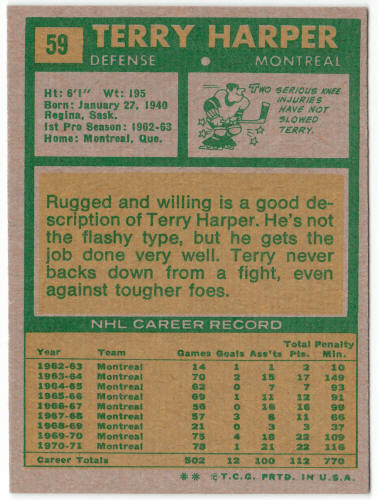 59
TERRY HARPER
DEFENSE • MONTREAL
Ht: 6'1" Wt: 195
Born: January 27, 1940
Regina, Sask.
1st Pro Season: 1962-63
Home: Montreal, Que.
TWO SERIOUS KNEE
INJURIES
HAVE NOT
SLOWED
TERRY.
Rugged and willing is a good de-
scription of Terry Harper. He's not
the flashy type, but he gets the
job done very well. Terry never
backs down from a fight, even
against tougher foes.
NHL CAREER RECORD
Total Penalty
Year Team Games Goals Ass'ts Pts. Min.
1962-63 Montreal 14 1 1 2 10
1963-64 Montreal 70 2 15 17 149
1964-65 Montreal 62 0 7 7 93
1965-66 Montreal 69 1 11 12 91
1966-67 Montreal 56 0 16 16 99
1967-68 Montreal 57 3 8 11 66
1968-69 Montreal 21 0 3 3 37
1969-70 Montreal 75 4 18 22 109
1970-71 Montreal 78 1 21 22 116
Career Totals 502 12 100 112 770
** ©T.C.G. PRTD. IN U.S.A.